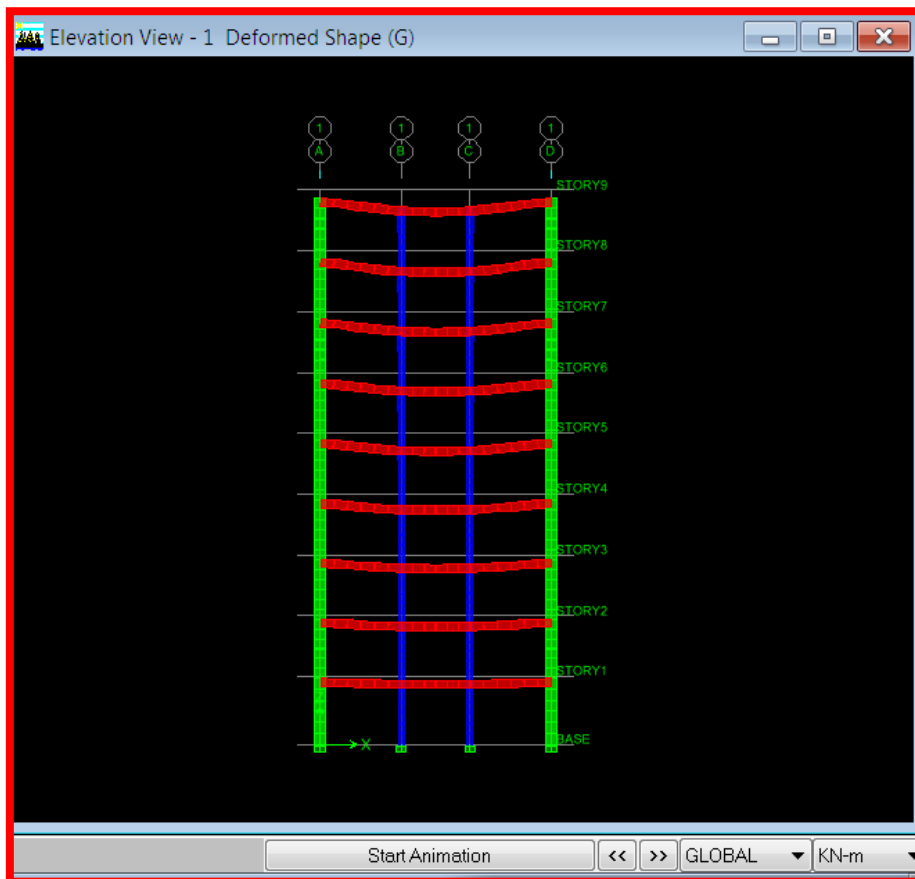 Elevation View - 1 Deformed Shape (G)
1 1 1 1
A B C D
STORY9
STORY8
STORY7
STORY6
STORY5
STORY4
STORY3
STORY2
STORY1
BASE
X
Start Animation << >> GLOBAL KN-m